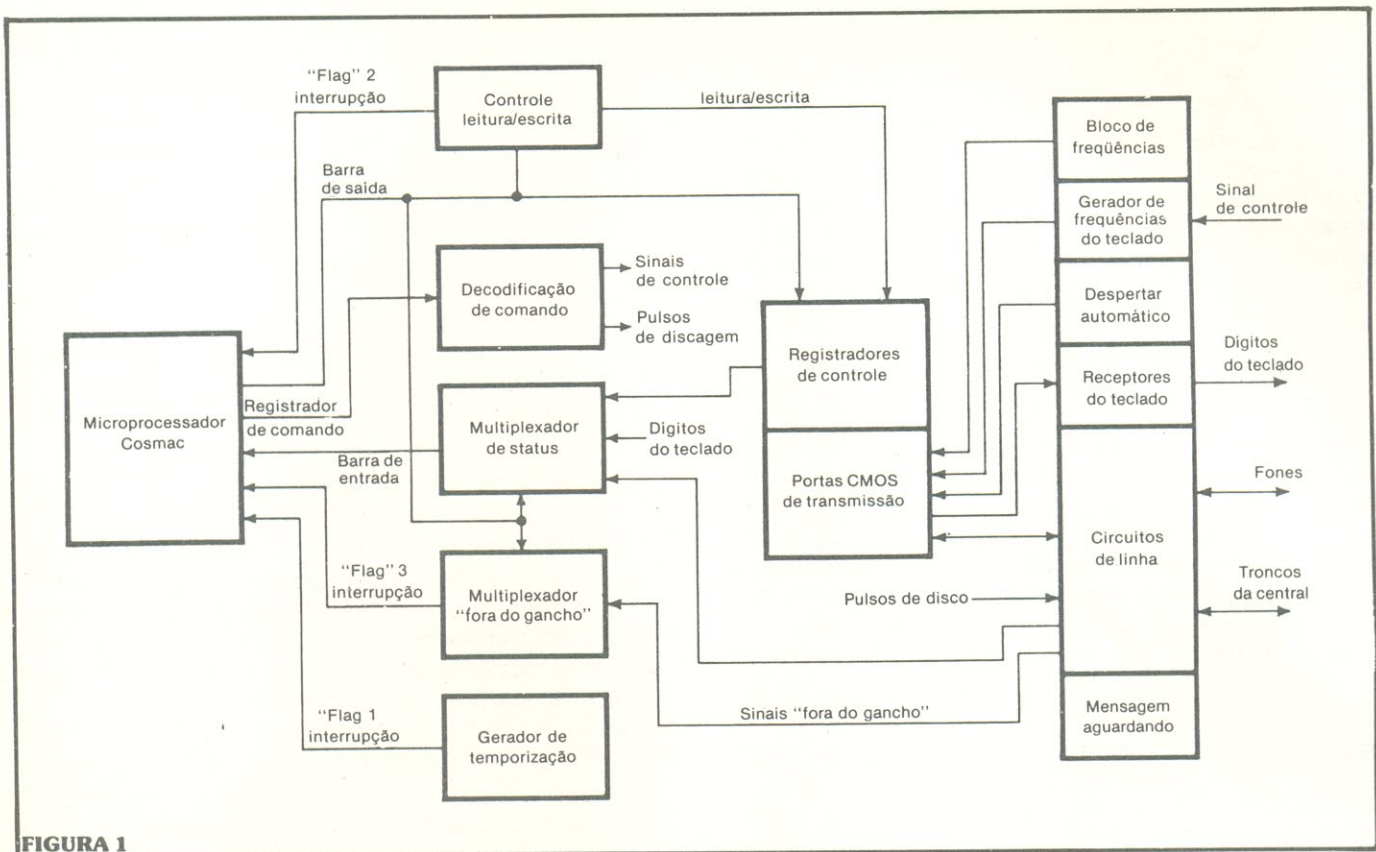 "Flag" 2
interrupção
Controle
leitura/escrita
leitura/escrita
Barra
de saida
Decodificação
de comando
Sinais
de controle
Pulsos
de discagem
Microprocessador
Cosmac
Registrador
de comando
Multiplexador
de status
Digitos
do teclado
Barra de
entrada
"Flag" 3
interrupção
Multiplexador
"fora do gancho"
"Flag 1
interrupção
Gerador de
temporização
Registradores
de controle
Portas CMOS
de transmissão
Pulsos de disco
Sinais "fora do gancho"
Bloco de
freqüências
Gerador de
frequências
do teclado
Despertar
automático
Receptores
do teclado
Circuitos
de linha
Mensagem
aguardando
Sinal
de controle
Digitos
do teclado
Fones
Troncos
da central
FIGURA 1